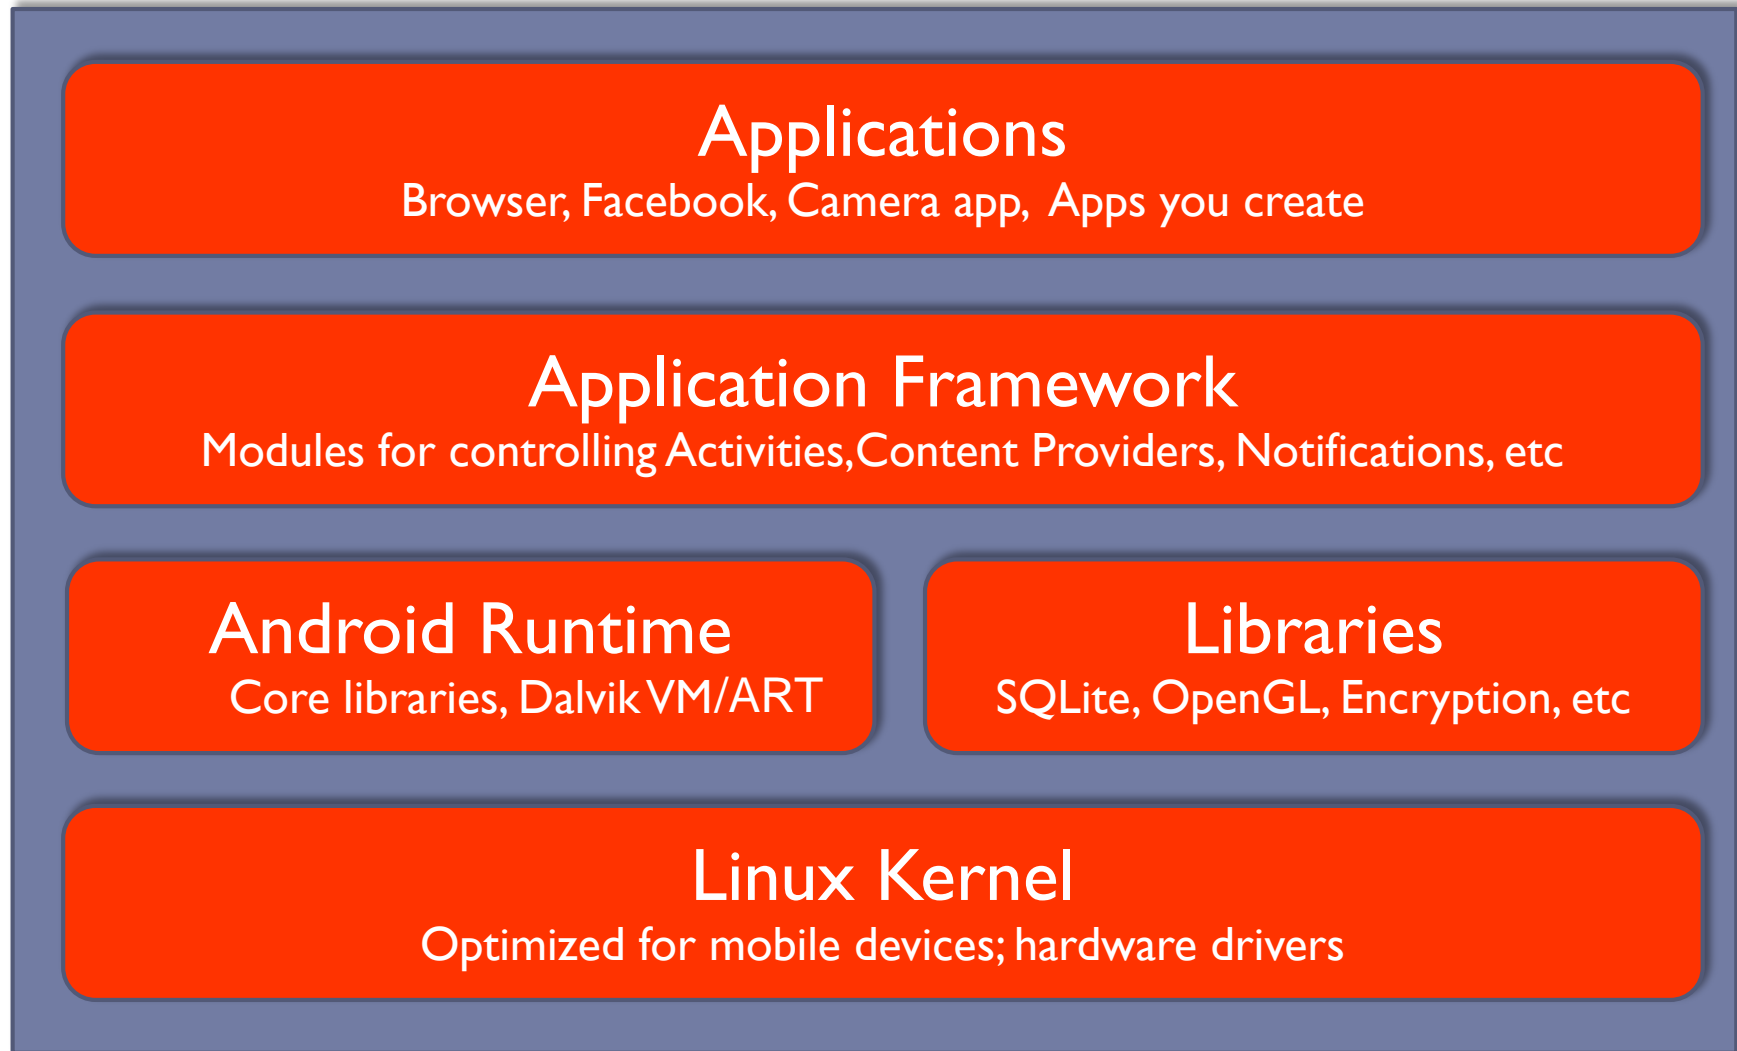 Applications
Browser, Facebook, Camera app, Apps you create
Application Framework
Modules for controlling Activities,Content Providers, Notifications, etc
Android Runtime
Core libraries, Dalvik VM/ART
Libraries
SQLite, OpenGL, Encryption, etc
Linux Kernel
Optimized for mobile devices; hardware drivers